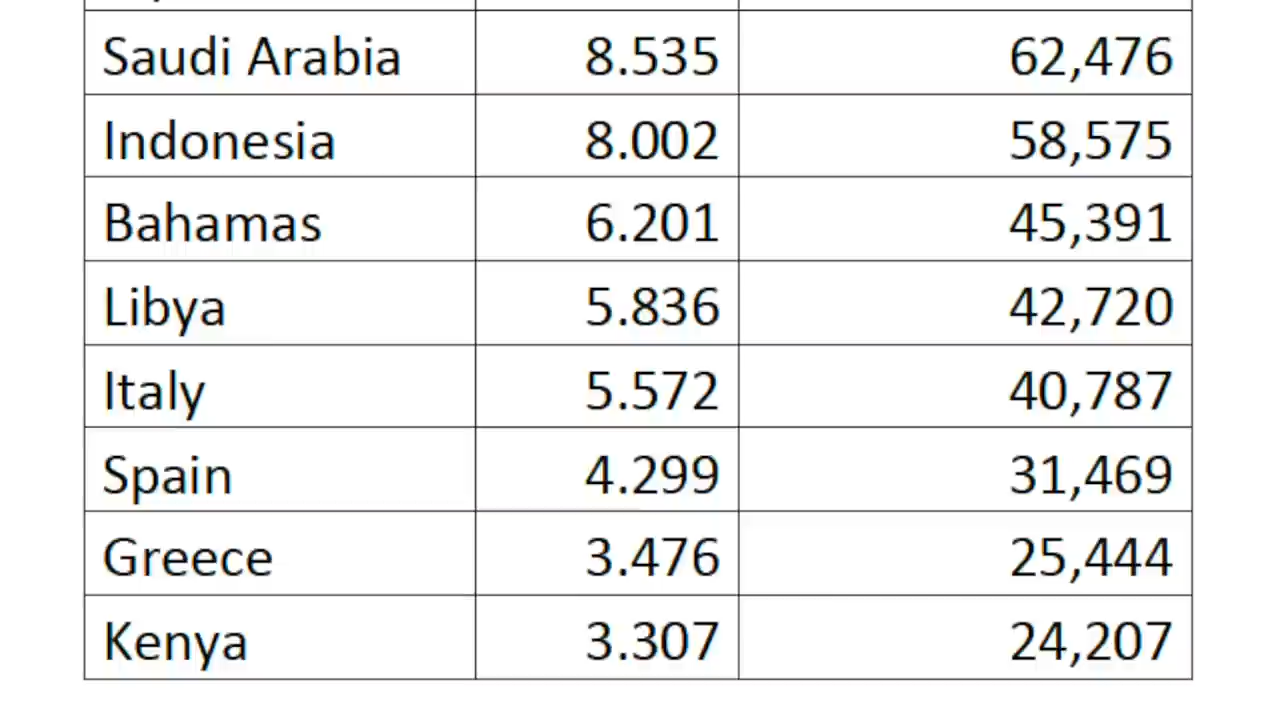 Saudi Arabia 8.535 62,476
Indonesia 8.002 58,575
Bahamas 6.201 45,391
Libya 5.836 42,720
Italy 5.572 40,787
Spain 4.299 31,469
Greece 3.476 25,444
Kenya 3.307 24,207